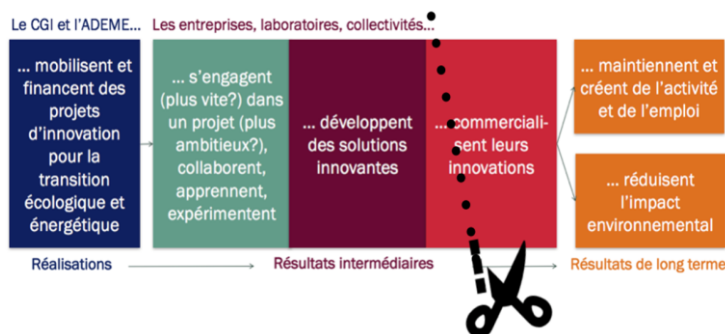 Le CGI et l'ADEME...
Les entreprises, laboratoires, collectivités...
... mobilisent et
financent des
projets
d'innovation
pour la
transition
écologique et
énergétique
... s'engagent
(plus vite?) dans
un projet (plus
ambitieux?),
collaborent,
apprennent,
expérimentent
... développent
des solutions
innovantes
...commerciali-
sent leurs
innovations
... maintiennent et
créent de l'activité
et de l'emploi
... réduisent
l'impact
environnemental
Réalisations
Résultats intermédiaires
Résultats de long terme